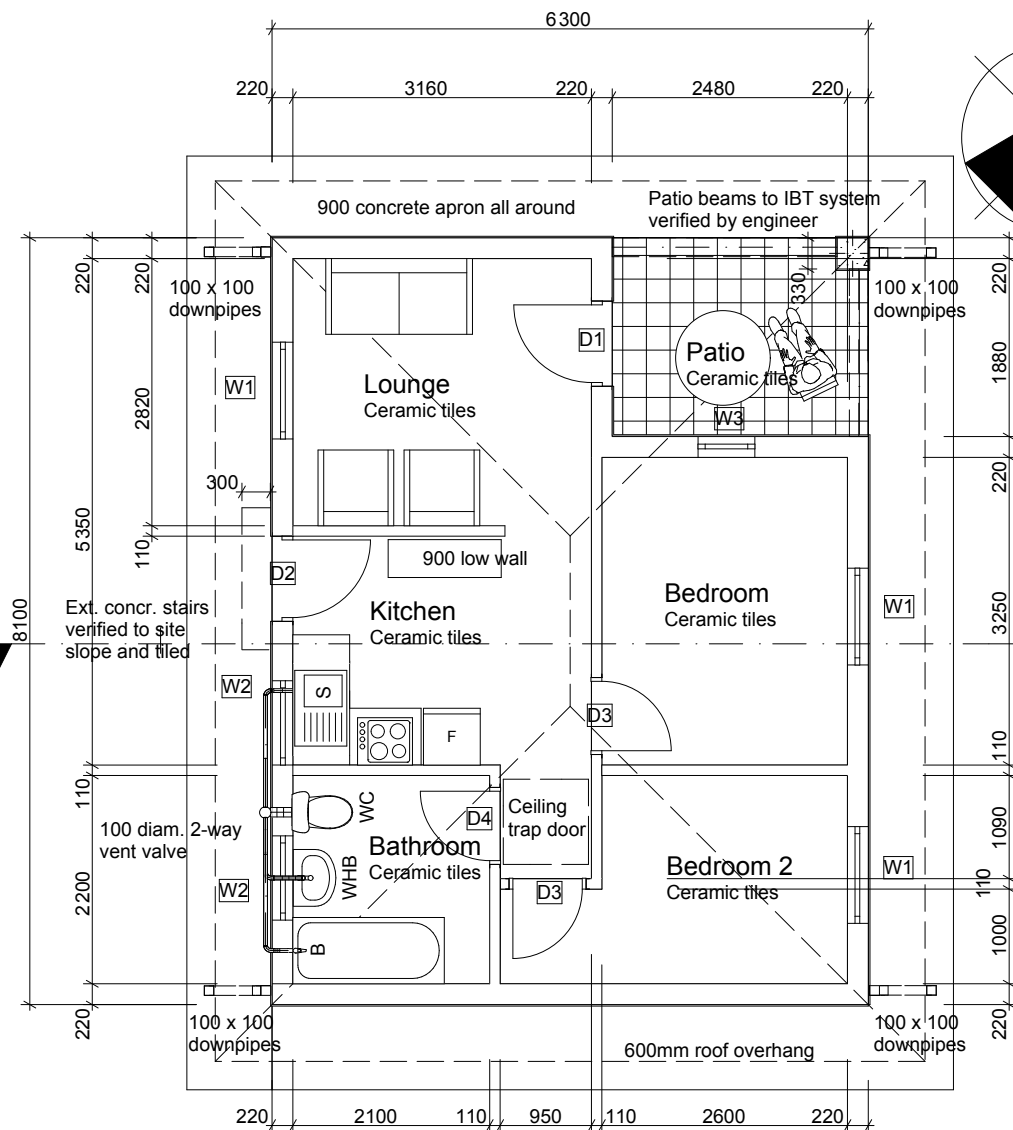 6300
220
3160
220
2480
220
900 concrete apron all around
Patio beams to IBT system
verified by engineer
220
220
220
100 x 100
downpipes
330
100 x 100
downpipes
D1
Patio
Ceramic tiles
1880
Lounge
Ceramic tiles
W1
2820
W3
220
300
5350
110
D2
900 low wall
8100
Ext. concr. stairs
verified to site
slope and tiled
Kitchen
Ceramic tiles
Bedroom
Ceramic tiles
W1
3250
W2
S
D3
F
110
110
100 diam. 2-way
vent valve
WC
D4
Ceiling
trap door
1090
Bathroom
Ceramic tiles
WHB
Bedroom 2
Ceramic tiles
W1
2200
W2
D3
110
B
1000
220
100 x 100
downpipes
600mm roof overhang
100 x 100
downpipes
220
220
2100
110
950
110
2600
220